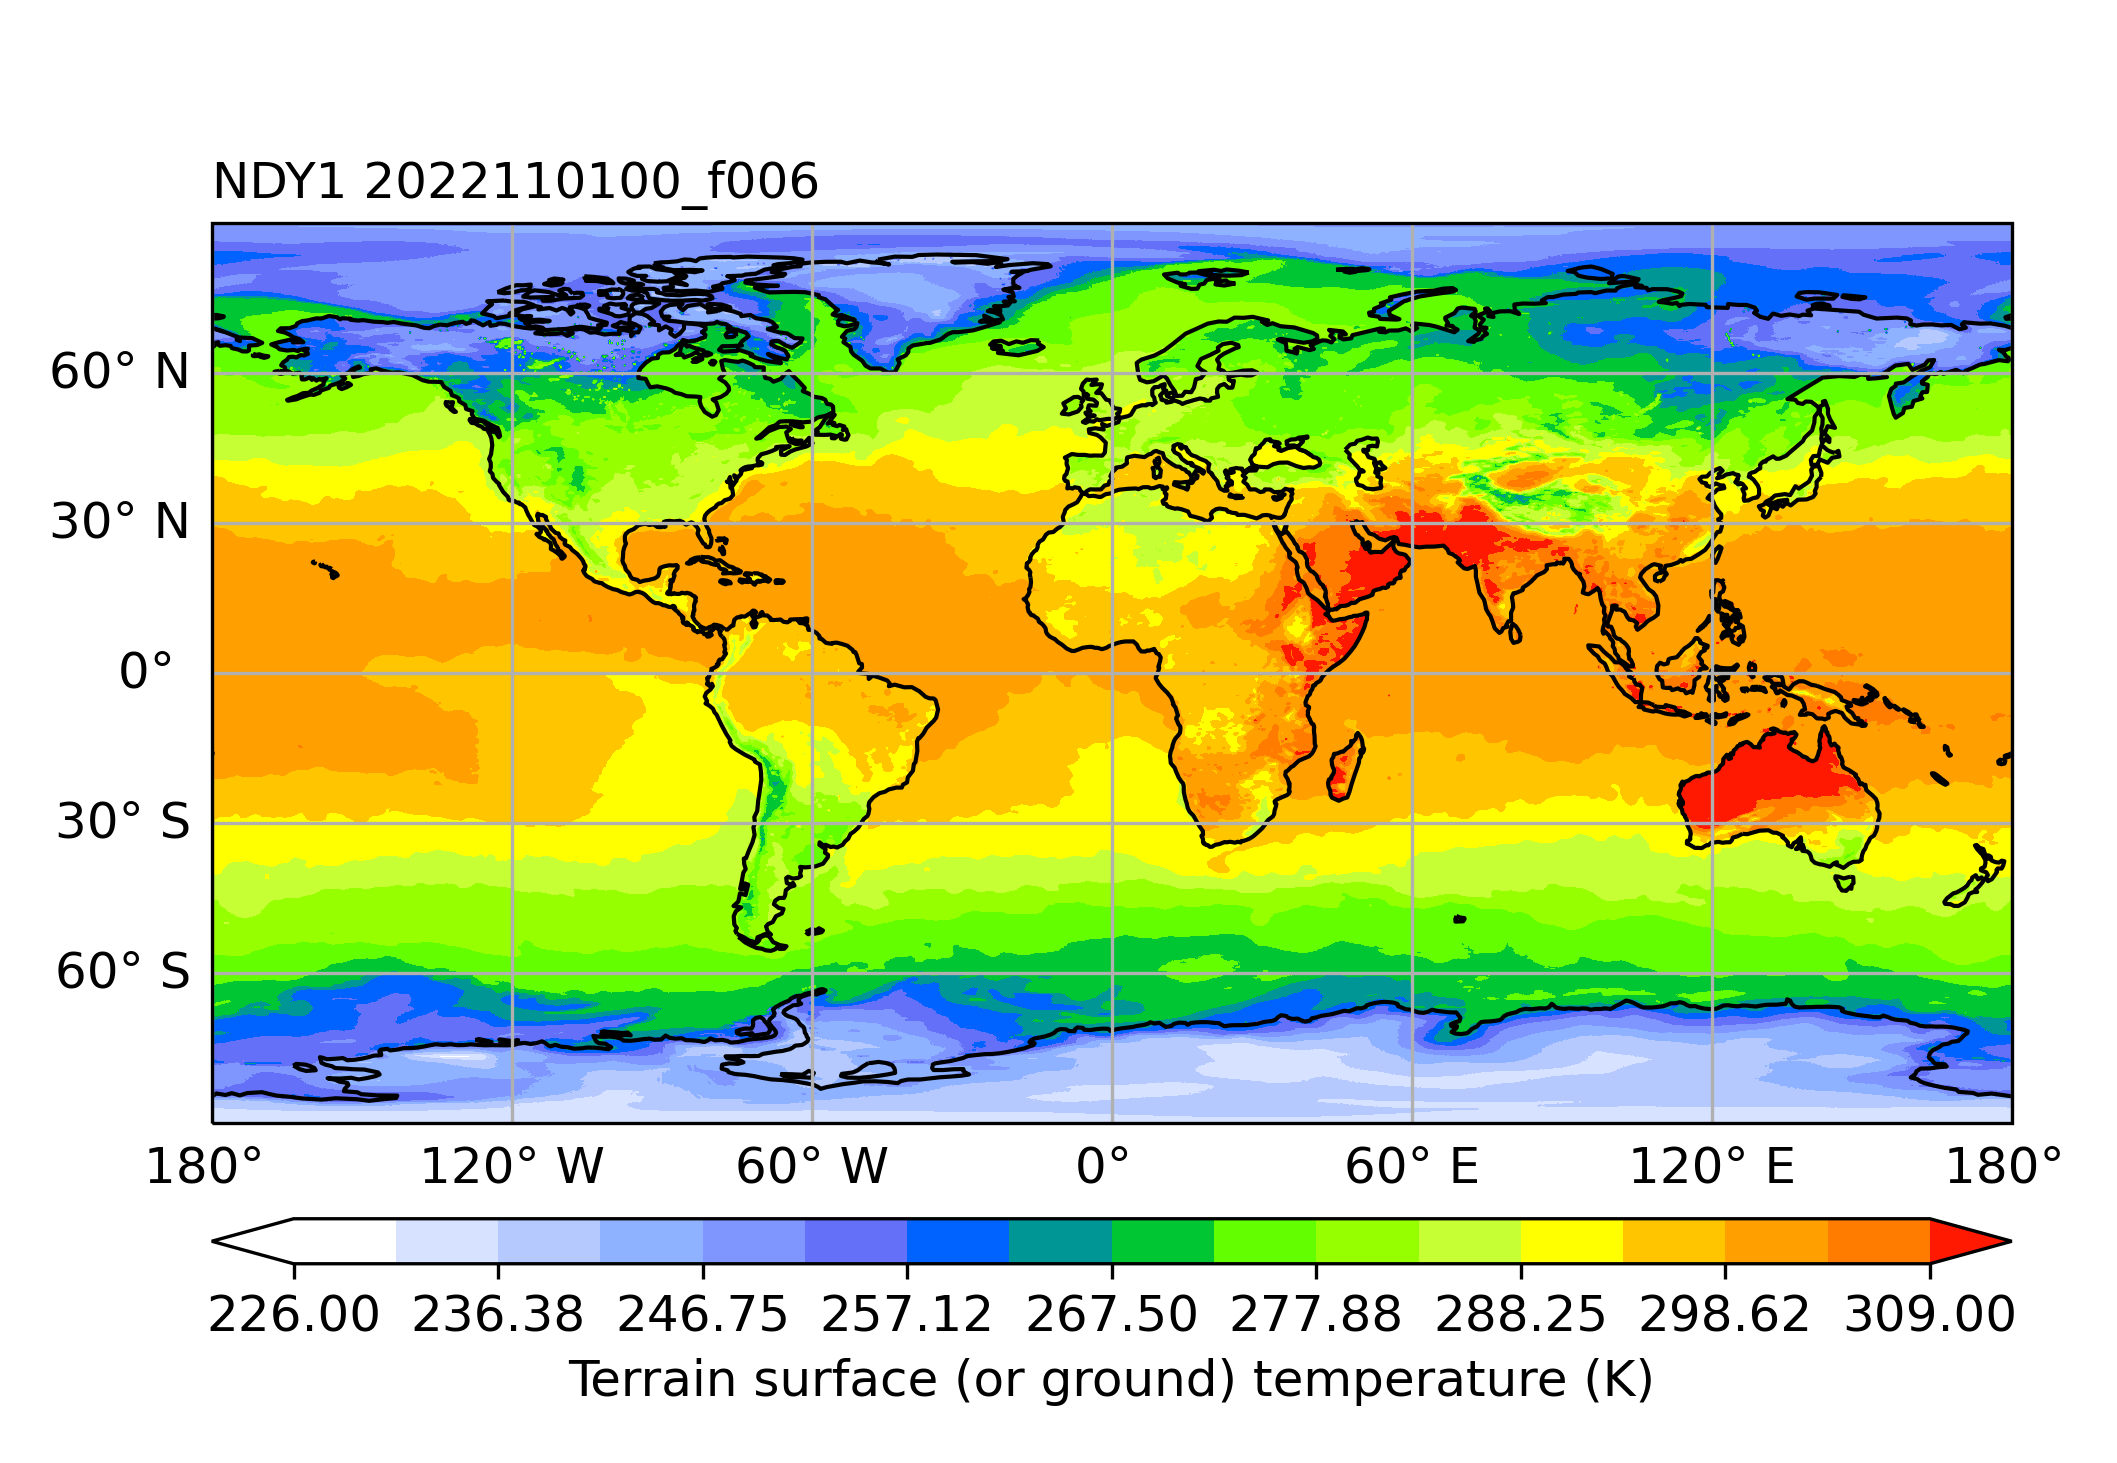 NDY1 2022110100_f006
60° N
30° N
0°
30° S
60° S
180° 120° W 60° W 0° 60° E 120° E 180°
226.00 236.38 246.75 257.12 267.50 277.88 288.25 298.62 309.00
Terrain surface (or ground) temperature (K)